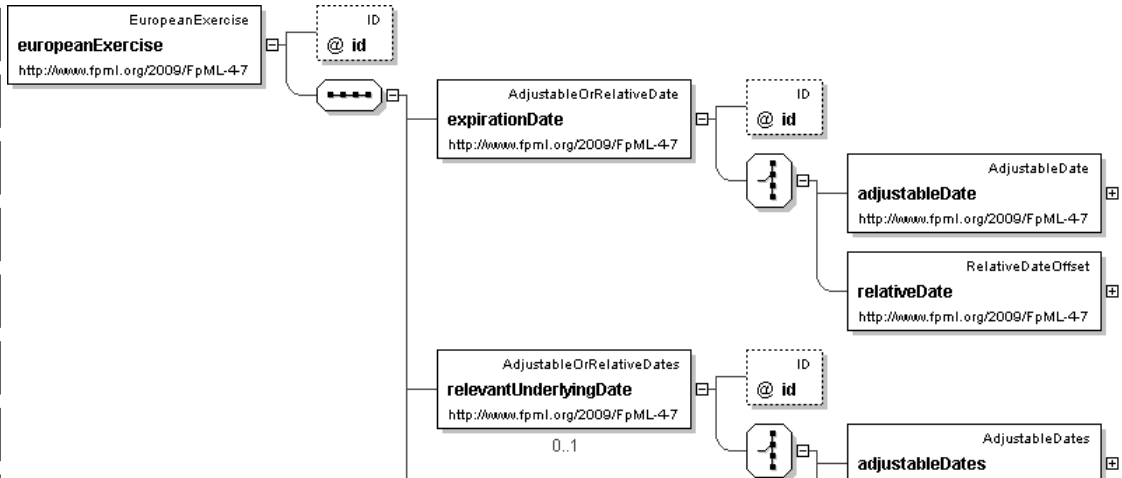 EuropeanExercise
europeanExercise
http://www.fpml.org/2009/FpML-4-7
ID
@ id
AdjustableOrRelativeDate
expirationDate
http://www.fpml.org/2009/FpML-4-7
ID
@ id
AdjustableDate
adjustableDate
http://www.fpml.org/2009/FpML-4-7
RelativeDateOffset
relativeDate
http://www.fpml.org/2009/FpML-4-7
AdjustableOrRelativeDates
relevantUnderlyingDate
http://www.fpml.org/2009/FpML-4-7
0..1
ID
@ id
AdjustableDates
adjustableDates